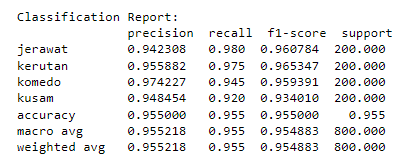 Classification Report:
precision recall f1-score support
jerawat 0.942308 0.980 0.960784 200.000
kerutan 0.955882 0.975 0.965347 200.000
komedo 0.974227 0.945 0.959391 200.000
kusam 0.948454 0.920 0.934010 200.000
accuracy 0.955000 0.955 0.955000 0.955
macro avg 0.955218 0.955 0.954883 800.000
weighted avg 0.955218 0.955 0.954883 800.000